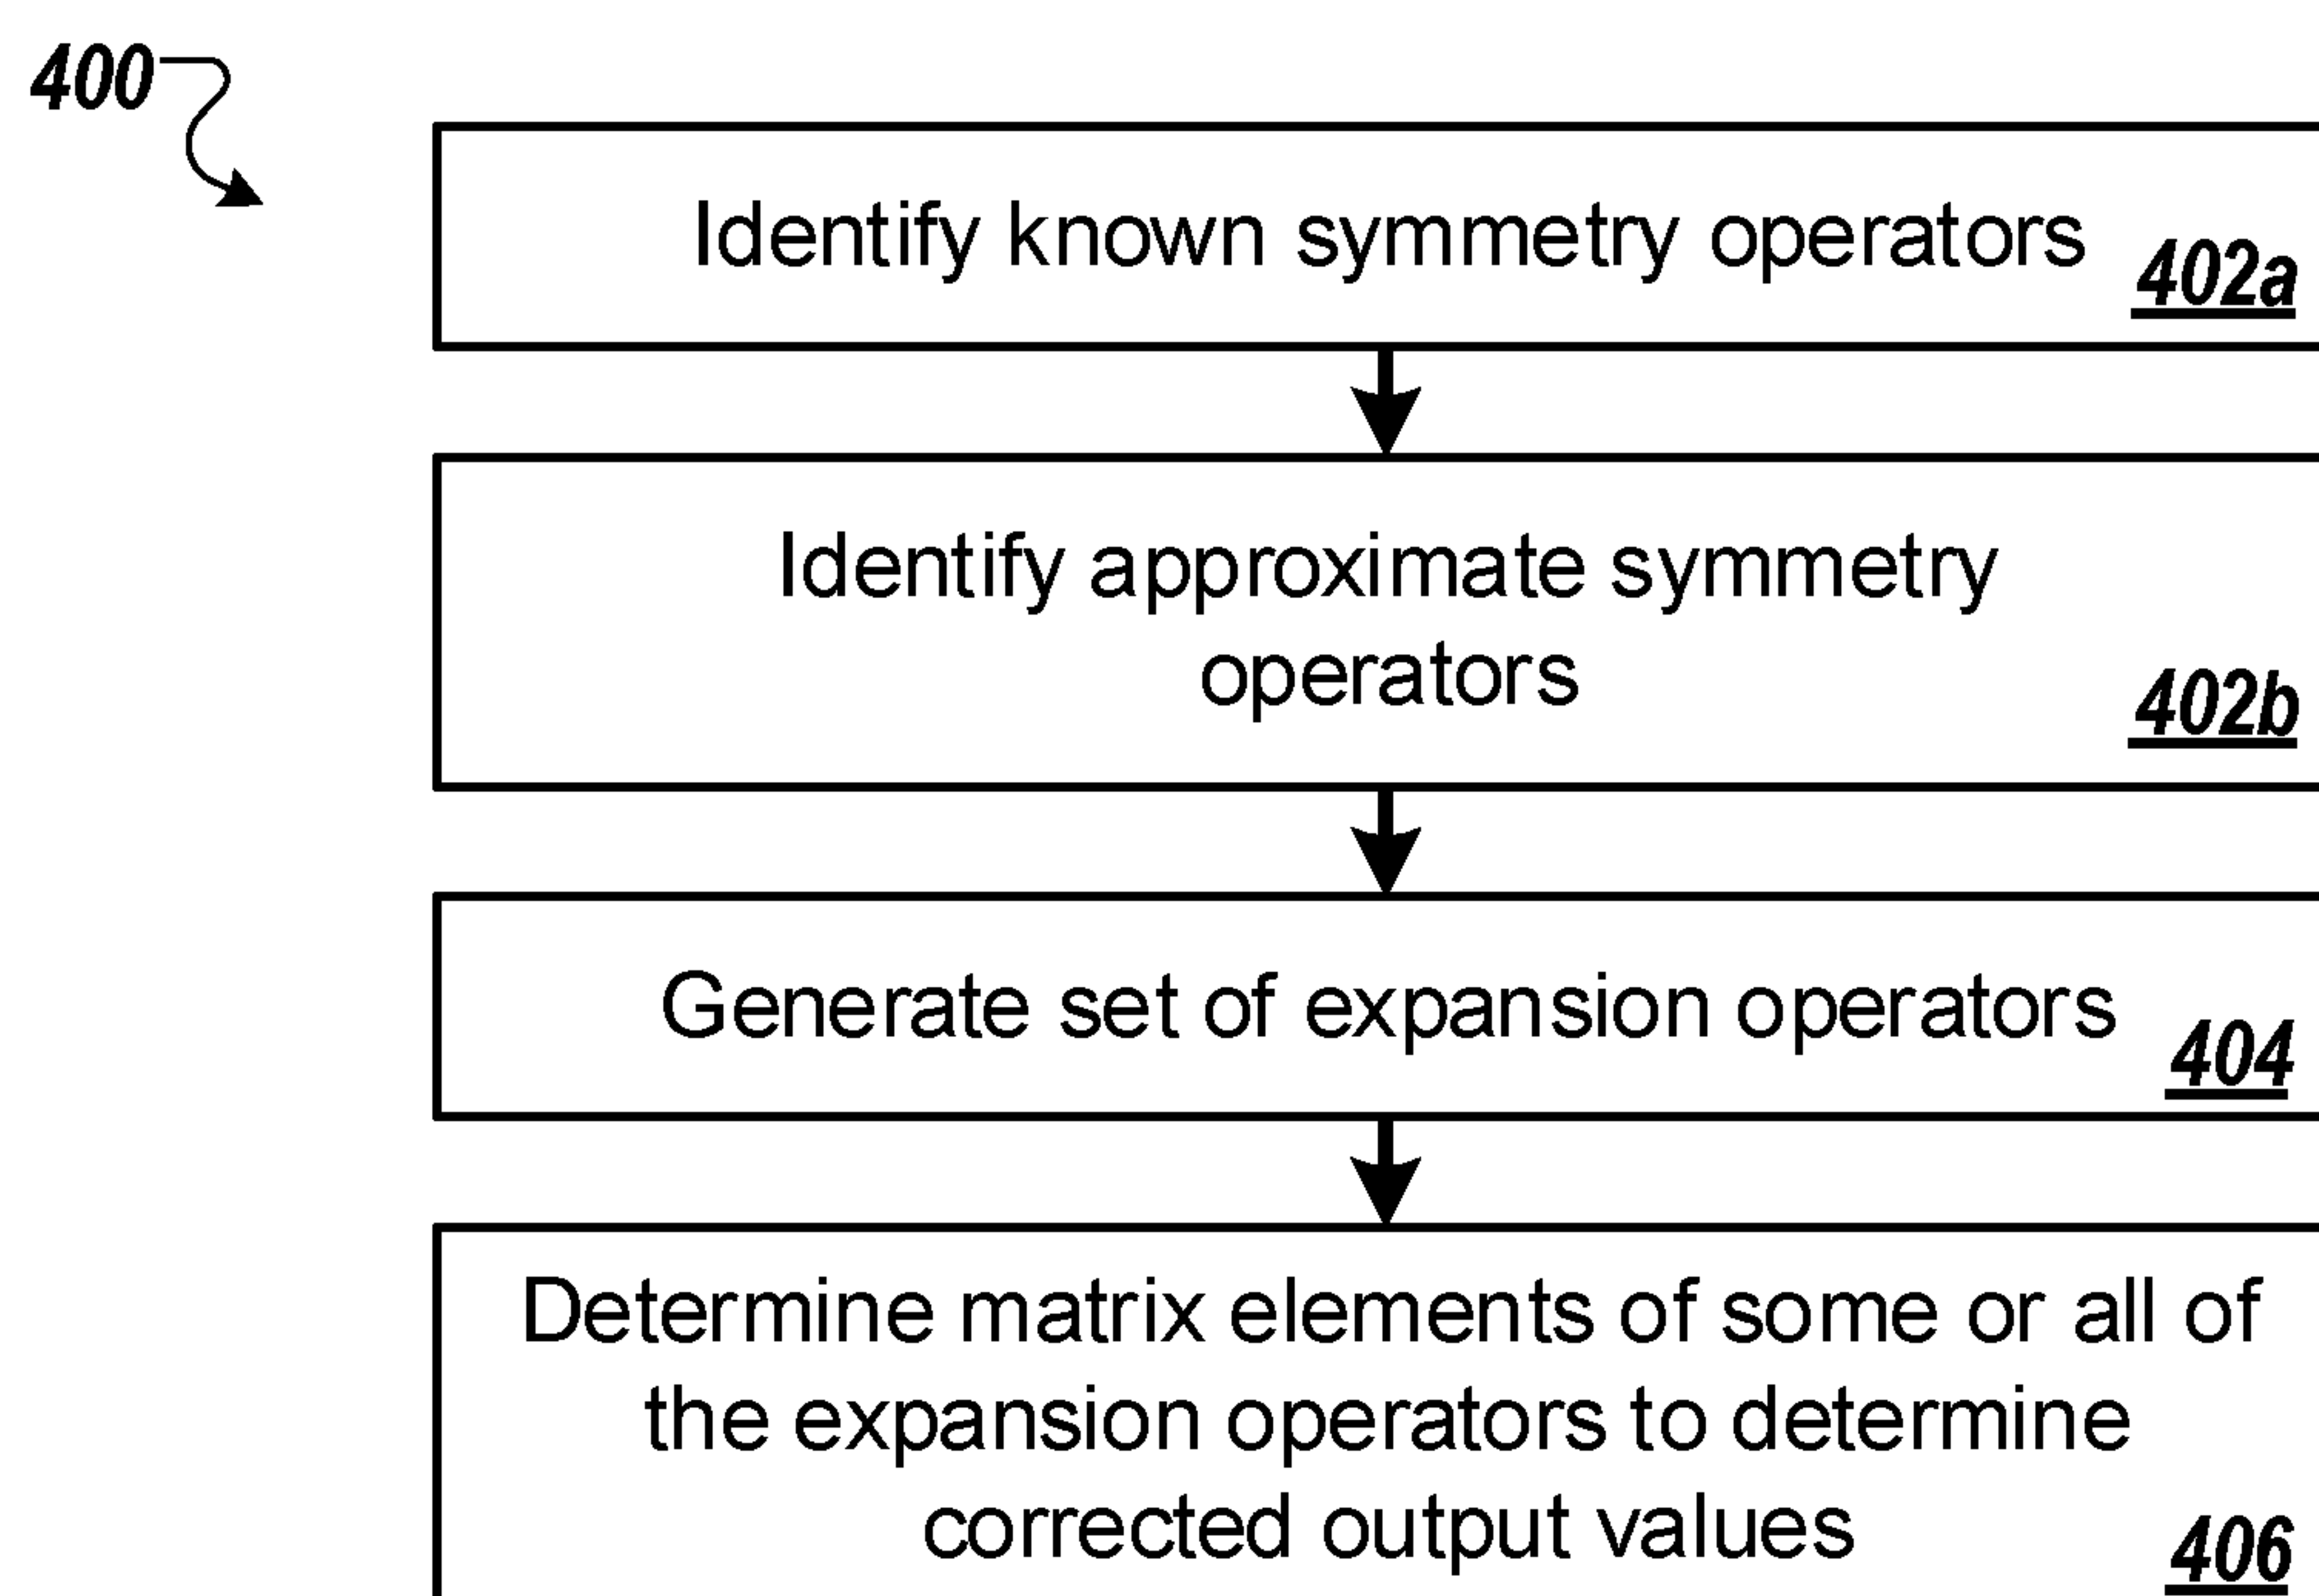 400
Identify known symmetry operators
402a
Identify approximate symmetry
operators
402b
Generate set of expansion operators
404
Determine matrix elements of some or all of
the expansion operators to determine
corrected output values
406